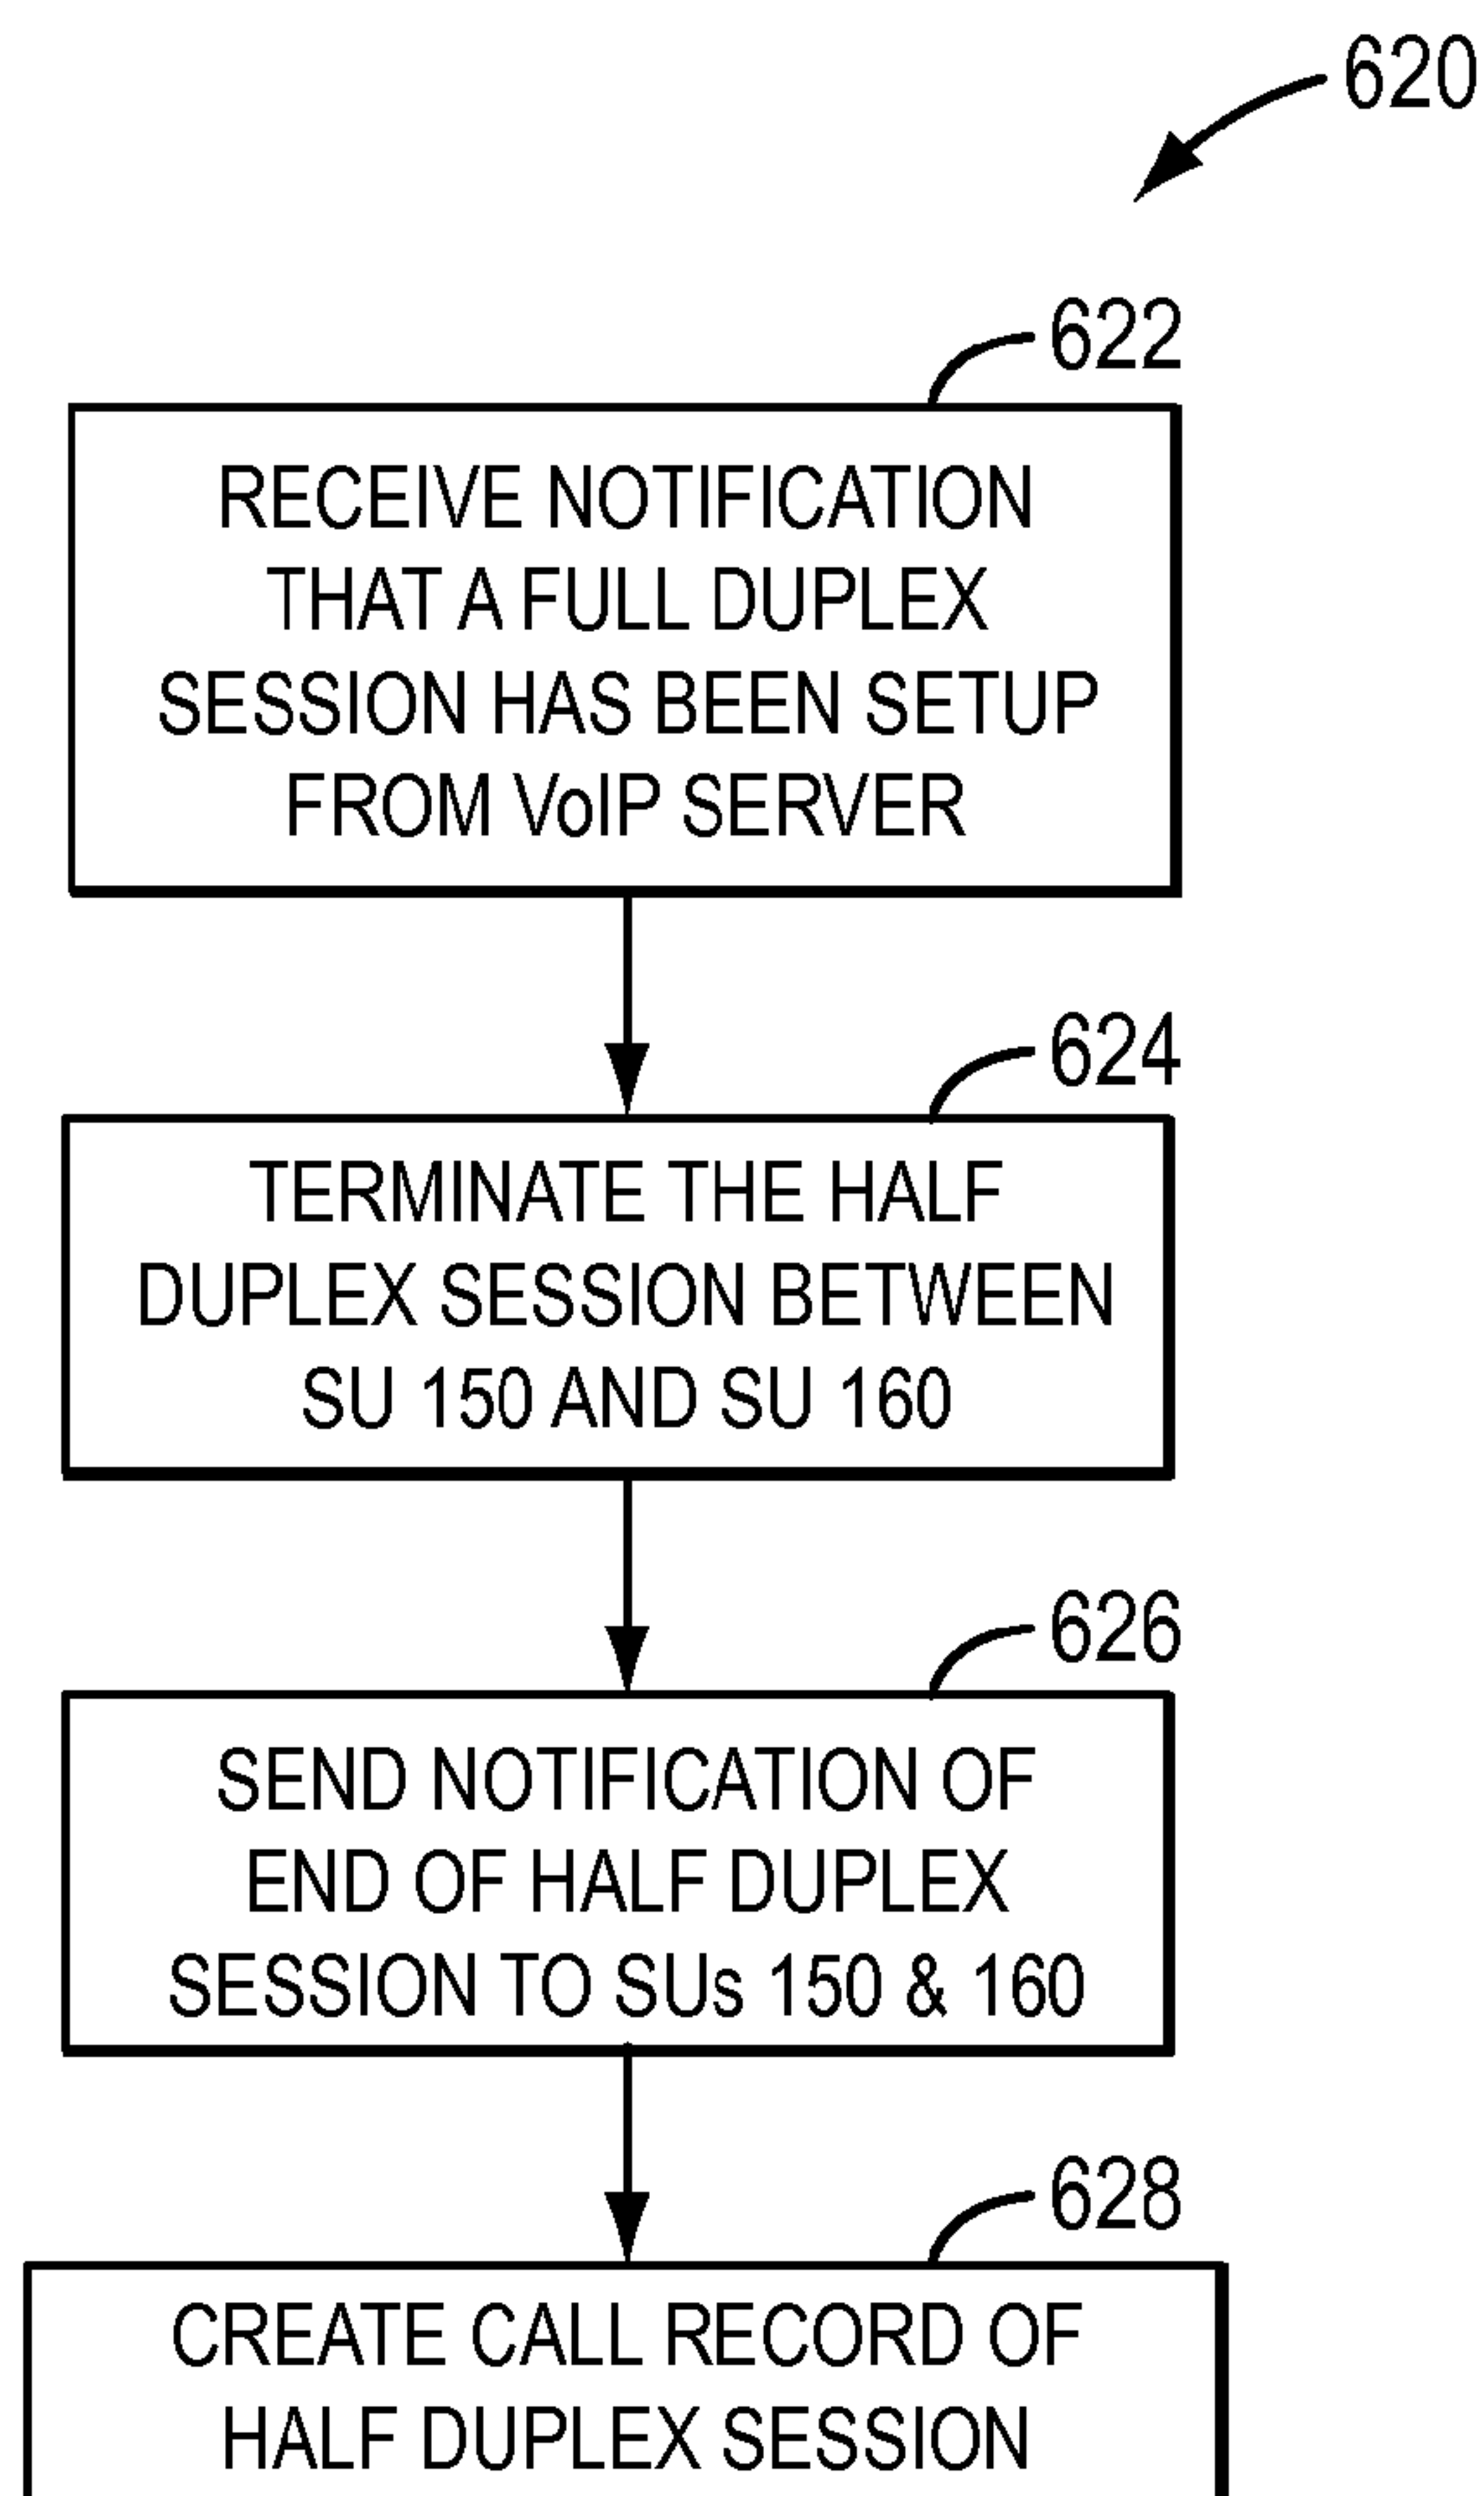 620
622
RECEIVE NOTIFICATION
THAT A FULL DUPLEX
SESSION HAS BEEN SETUP
FROM VoIP SERVER
624
TERMINATE THE HALF
DUPLEX SESSION BETWEEN
SU 150 AND SU 160
626
SEND NOTIFICATION OF
END OF HALF DUPLEX
SESSION TO SUs 150 & 160
628
CREATE CALL RECORD OF
HALF DUPLEX SESSION